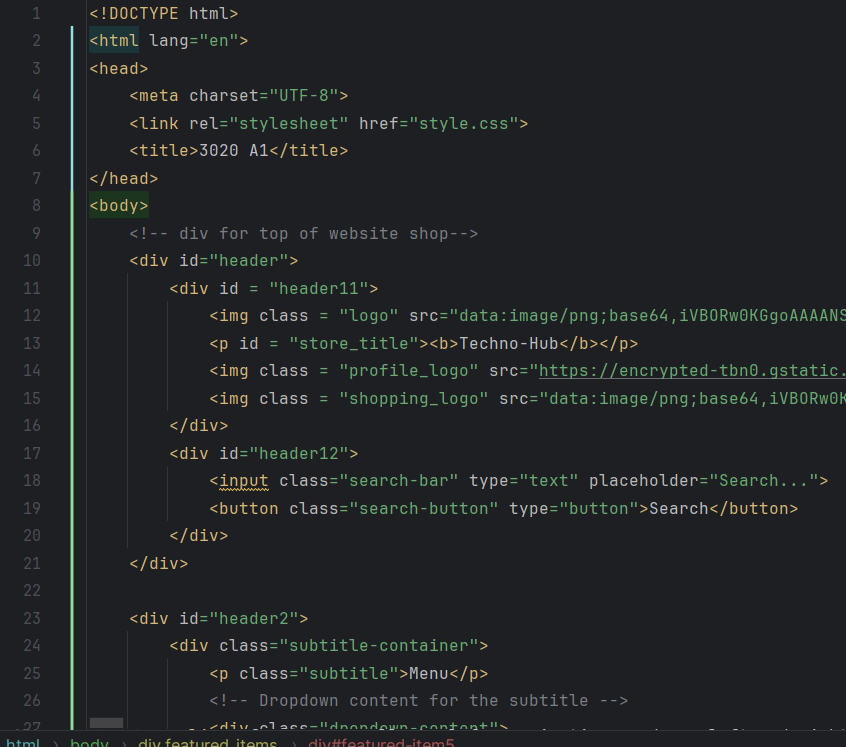 1 <!DOCTYPE html>
2 <html lang="en">
3 <head>
4 <meta charset="UTF-8">
5 <link rel="stylesheet" href="style.css">
6 <title>3020 A1</title>
7 </head>
8 <body>
9 <!-- div for top of website shop-->
10 <div id="header">
11 <div id = "header11">
12 <img class = "logo" src="data:image/png;base64,iVBORw0KGgoAAAANS
13 <p id = "store_title"><b>Techno-Hub</b></p>
14 <img class = "profile_logo" src="https://encrypted-tbn0.gstatic.
15 <img class = "shopping_logo" src="data:image/png;base64,iVBORw0K
16 </div>
17 <div id="header12">
18 <input class="search-bar" type="text" placeholder="Search...">
19 <button class="search-button" type="button">Search</button>
20 </div>
21 </div>
22
23 <div id="header2">
24 <div class="subtitle-container">
25 <p class="subtitle">Menu</p>
26 <!-- Dropdown content for the subtitle -->
27 <div class="dropdown-content">
html › body › div.featured_items › div#featured-item5